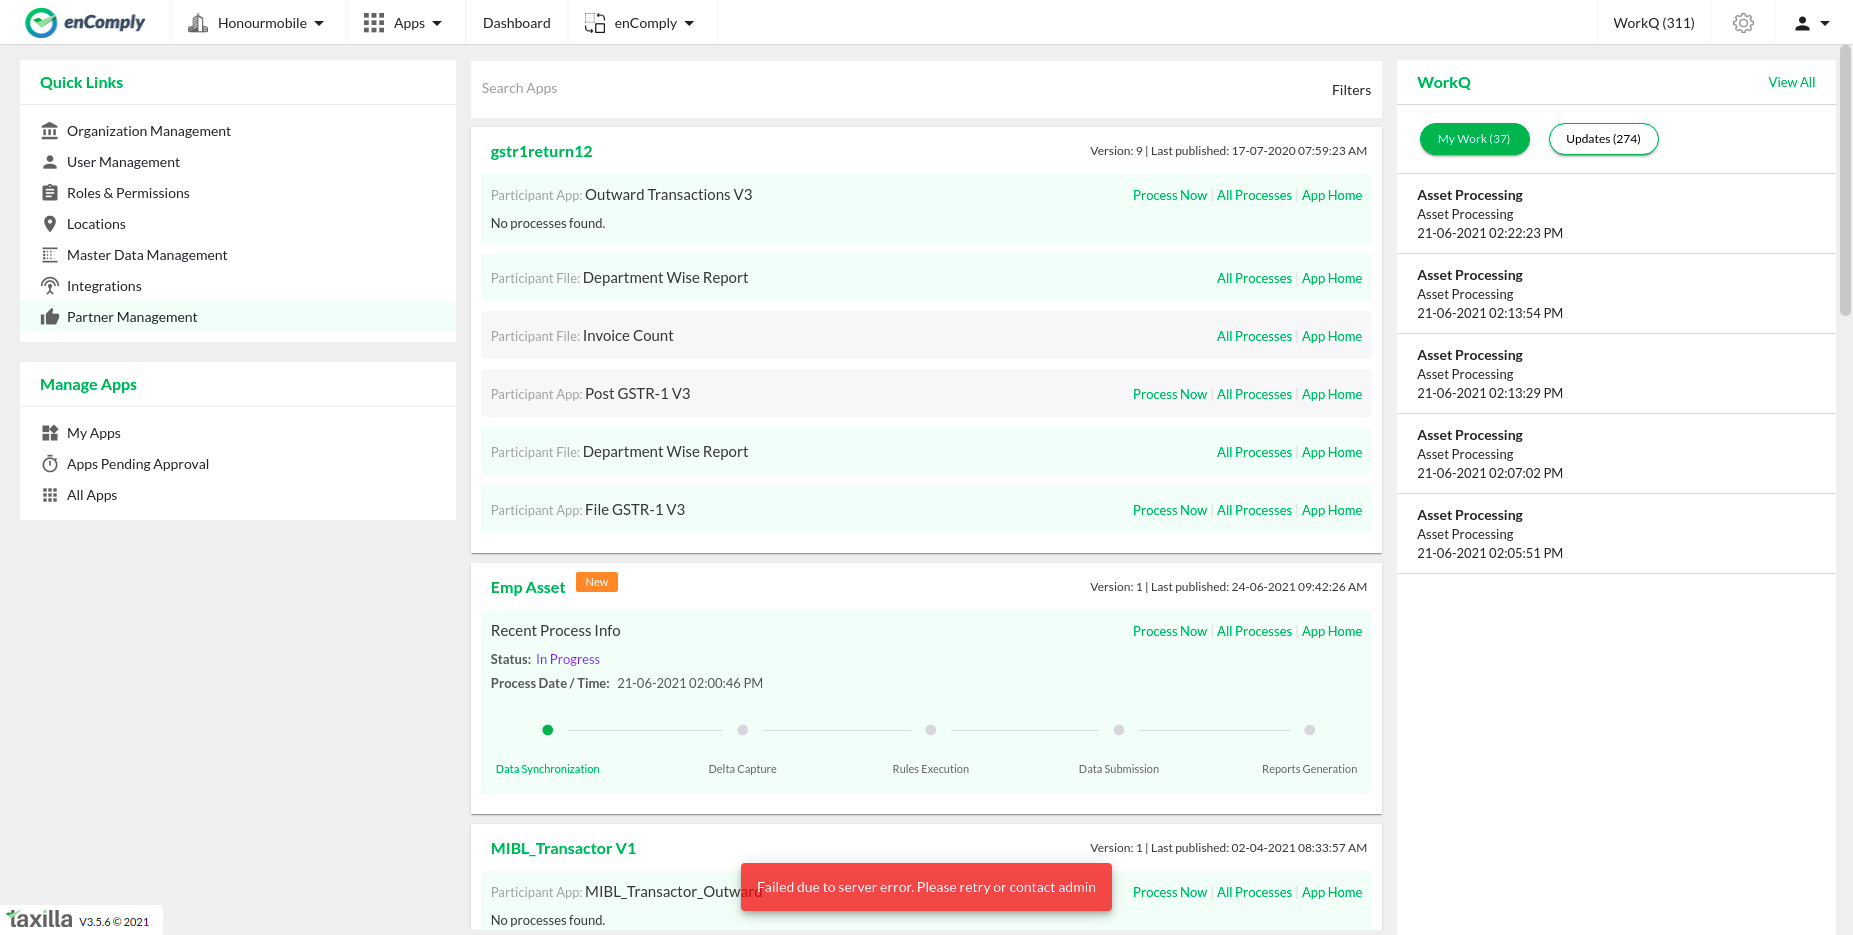 enComply
Honourmobile
Apps
Dashboard
enComply
WorkQ (311)
Quick Links
Organization Management
User Management
Roles & Permissions
Locations
Master Data Management
Integrations
Partner Management
Manage Apps
My Apps
Apps Pending Approval
All Apps
Search Apps
Filters
gstr1return12
Version: 9 | Last published: 17-07-2020 07:59:23 AM
Participant App: Outward Transactions V3
Process Now | All Processes | App Home
No processes found.
Participant File: Department Wise Report
All Processes | App Home
Participant File: Invoice Count
All Processes | App Home
Participant App: Post GSTR-1 V3
Process Now | All Processes | App Home
Participant File: Department Wise Report
All Processes | App Home
Participant App: File GSTR-1 V3
Process Now | All Processes | App Home
Emp Asset
New
Version: 1 | Last published: 24-06-2021 09:42:26 AM
Recent Process Info
Process Now | All Processes | App Home
Status: In Progress
Process Date / Time: 21-06-2021 02:00:46 PM
Data Synchronization
Delta Capture
Rules Execution
Data Submission
Reports Generation
MIBL_Transactor V1
Version: 1 | Last published: 02-04-2021 08:33:57 AM
Participant App: MIBL_Transactor_Outward
Process Now | All Processes | App Home
No processes found.
Failed due to server error. Please retry or contact admin
WorkQ
View All
My Work (37)
Updates (274)
Asset Processing
Asset Processing
21-06-2021 02:22:23 PM
Asset Processing
Asset Processing
21-06-2021 02:13:54 PM
Asset Processing
Asset Processing
21-06-2021 02:13:29 PM
Asset Processing
Asset Processing
21-06-2021 02:07:02 PM
Asset Processing
Asset Processing
21-06-2021 02:05:51 PM
taxilla V3.5.6 © 2021